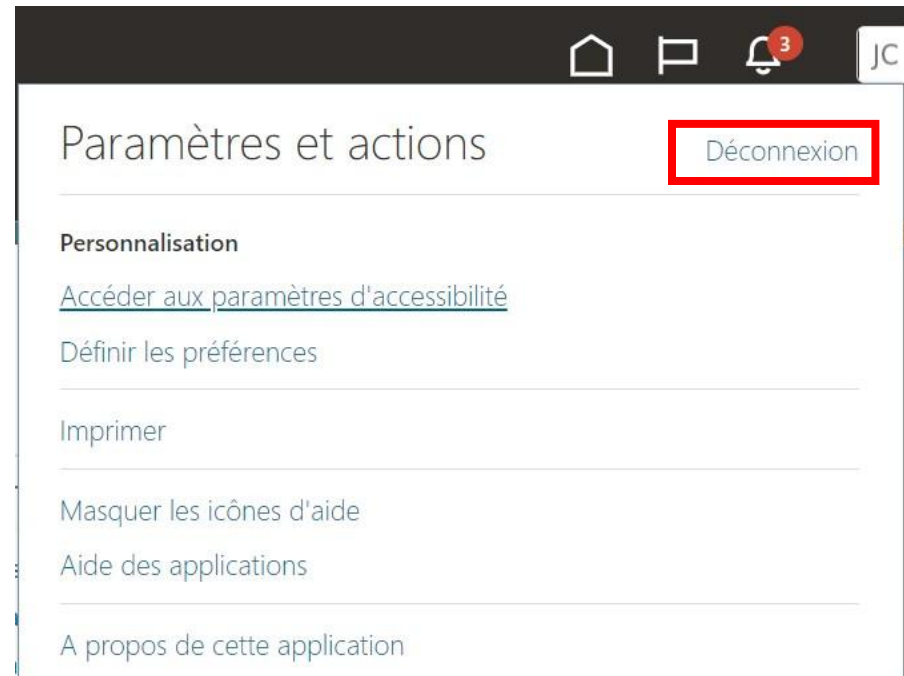 3
JC
Paramètres et actions
Déconnexion
Personnalisation
Accéder aux paramètres d'accessibilité
Définir les préférences
Imprimer
Masquer les icônes d'aide
Aide des applications
A propos de cette application